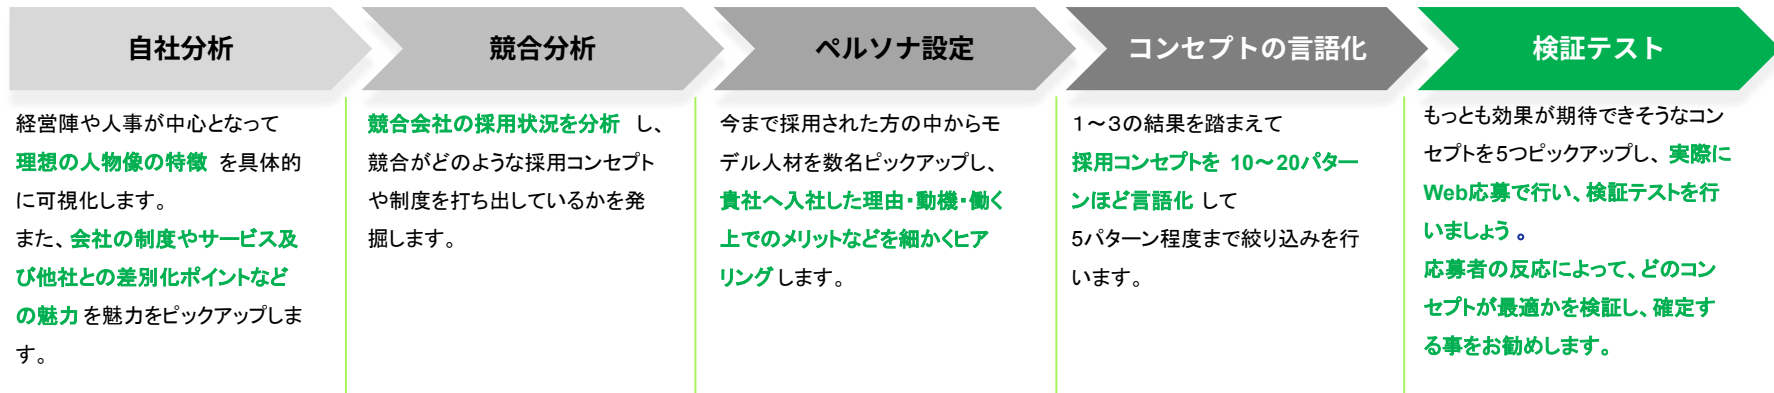 自社分析
経営陣や人事が中心となって
理想の人物像の特徴 を具体的
に可視化します。
また、会社の制度やサービス及
び他社との差別化ポイントなど
の魅力 を魅力をピックアップしま
す。
競合分析
競合会社の採用状況を分析 し、
競合がどのような採用コンセプト
や制度を打ち出しているかを発
掘します。
ペルソナ設定
今まで採用された方の中からモ
デル人材を数名ピックアップし、
貴社へ入社した理由・動機・働く
上でのメリットなどを細かくヒア
リング します。
コンセプトの言語化
１～３の結果を踏まえて
採用コンセプトを 10～20パター
ンほど言語化 して
5パターン程度まで絞り込みを行
います。
検証テスト
もっとも効果が期待できそうなコン
セプトを5つピックアップし、実際に
Web応募で行い、検証テストを行
いましょう 。
応募者の反応によって、どのコン
セプトが最適かを検証し、確定す
る事をお勧めします。